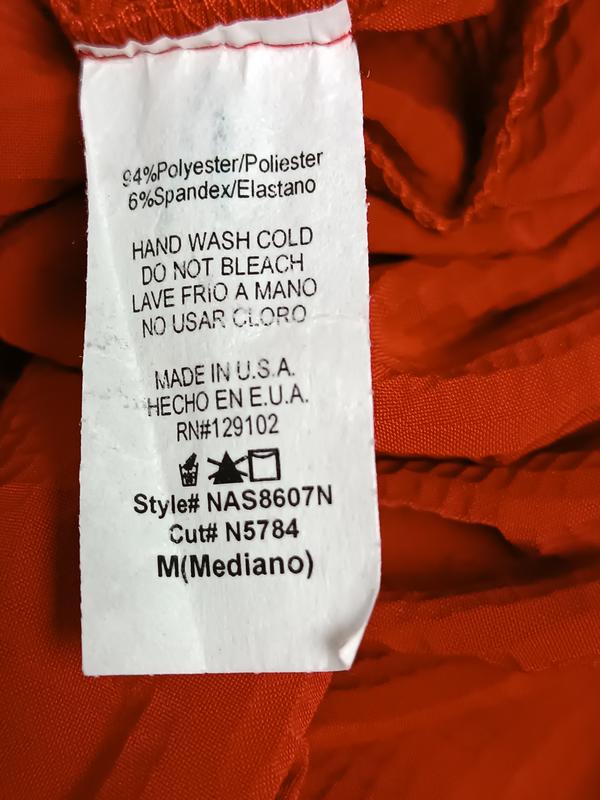 94%Polyester/Poliester
6%Spandex/Elastano
HAND WASH COLD
DO NOT BLEACH
LAVE FRIO A MANO
NO USAR CLORO
MADE IN U.S.A.
HECHO EN E.U.A.
RN#129102
Style# NAS8607N
Cut# N5784
M(Mediano)